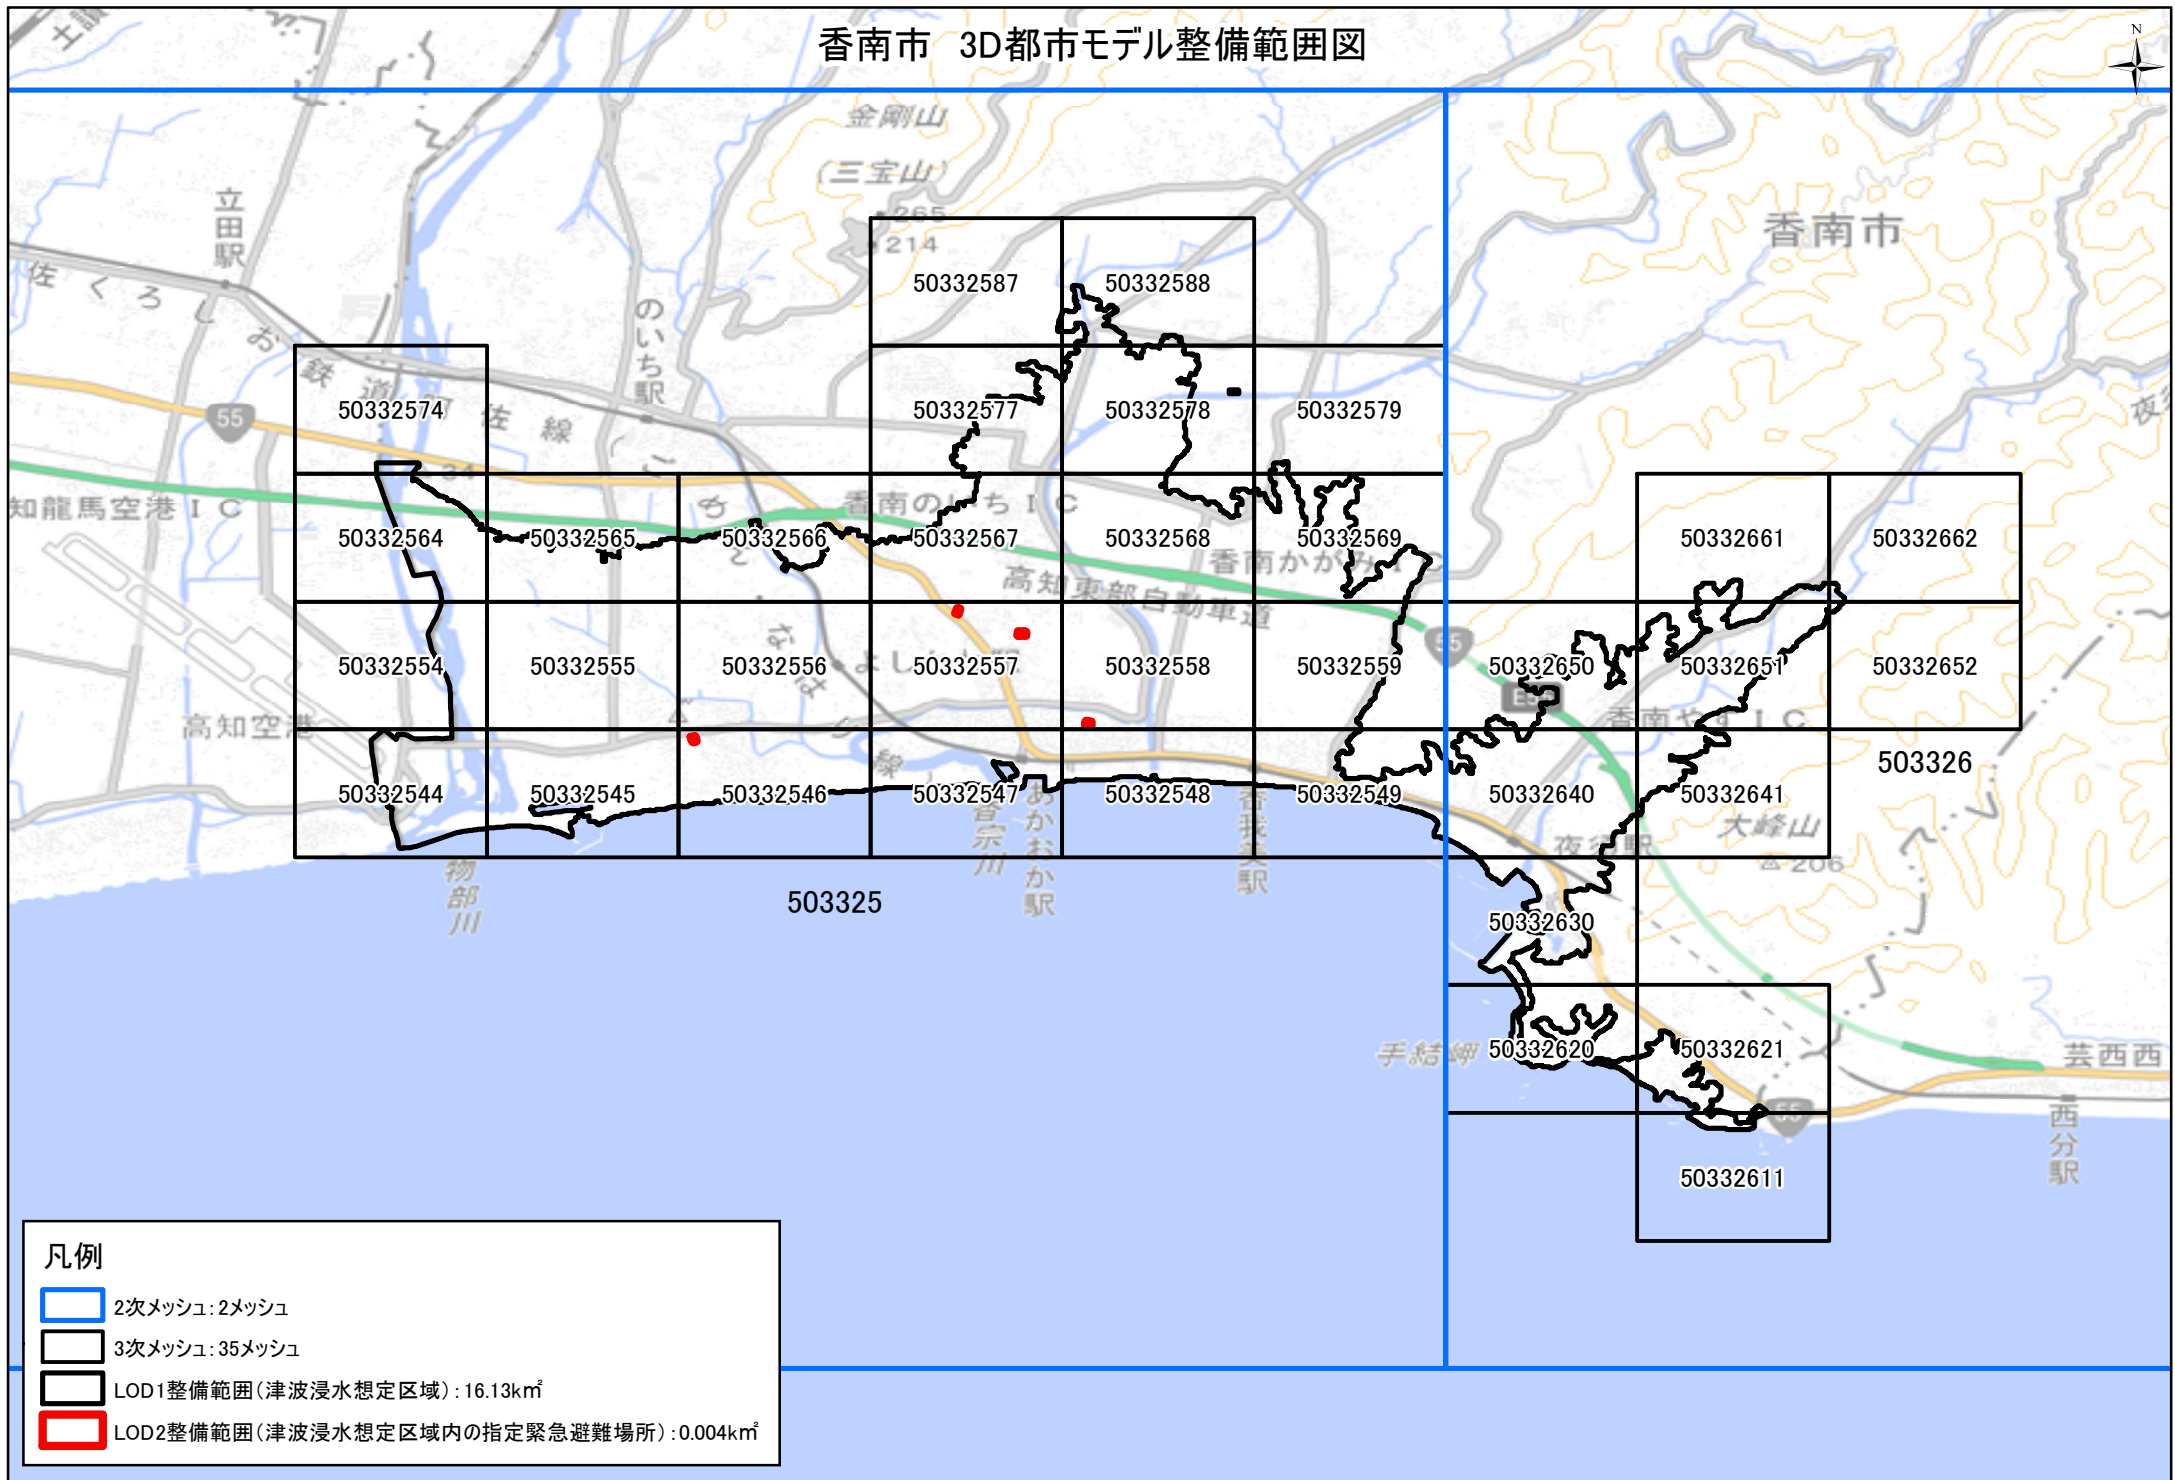 香南市 3D都市モデル整備範囲図
N
金剛山
(三宝山)
265
214
香南市
立田駅
のいち駅
佐くろしお鉄道
佐線
55
34
知龍馬空港IC
高知空港
香南のいちIC
香南かがみIC
高知東部自動車道
香南やすIC
55
夜須駅
大峰山
206
物部川
香宗川
あかおか駅
香我美駅
手結岬
芸西西
西分駅
55
50332587
50332588
50332574
50332577
50332578
50332579
50332564
50332565
50332566
50332567
50332568
50332569
50332661
50332662
50332554
50332555
50332556
50332557
50332558
50332559
50332650
50332651
50332652
50332544
50332545
50332546
50332547
50332548
50332549
50332640
50332641
503326
503325
50332630
50332620
50332621
50332611
凡例
2次メッシュ:2メッシュ
3次メッシュ:35メッシュ
LOD1整備範囲(津波浸水想定区域):16.13k㎡
LOD2整備範囲(津波浸水想定区域内の指定緊急避難場所):0.004k㎡